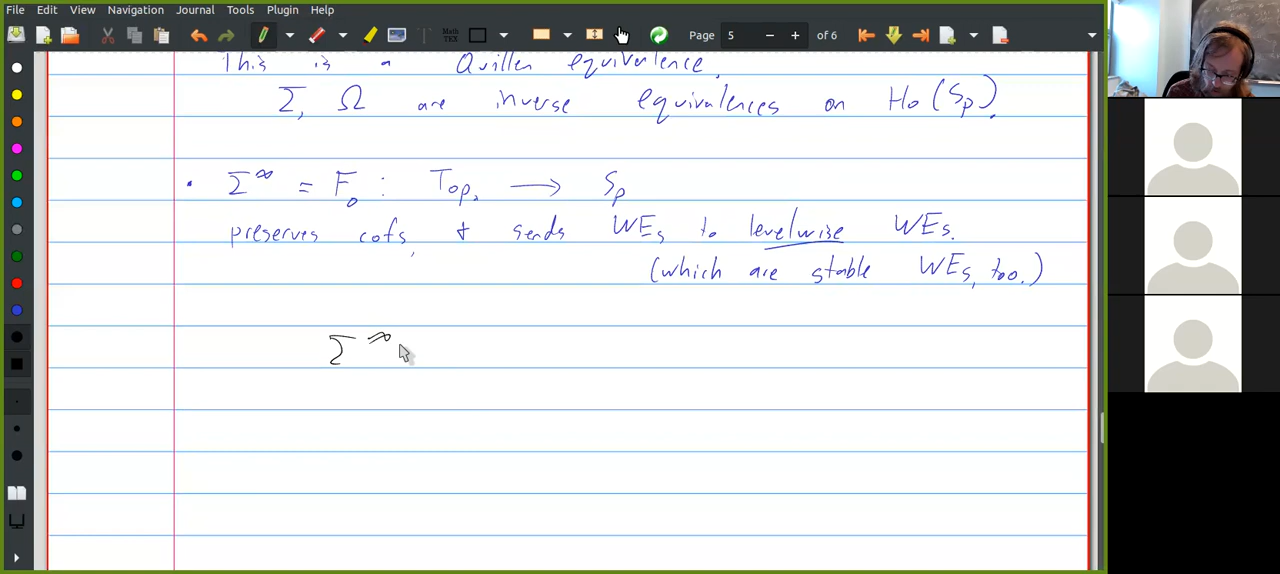 File Edit View Navigation Journal Tools Plugin Help
Page 5 of 6
This is a Quillen equivalence.
Σ, Ω are inverse equivalences on Ho(Sp).
• Σ^∞ = F_0 : Top_* → Sp
preserves cofs, + sends WEs to levelwise WEs.
(which are stable WEs, too.)
Σ^∞